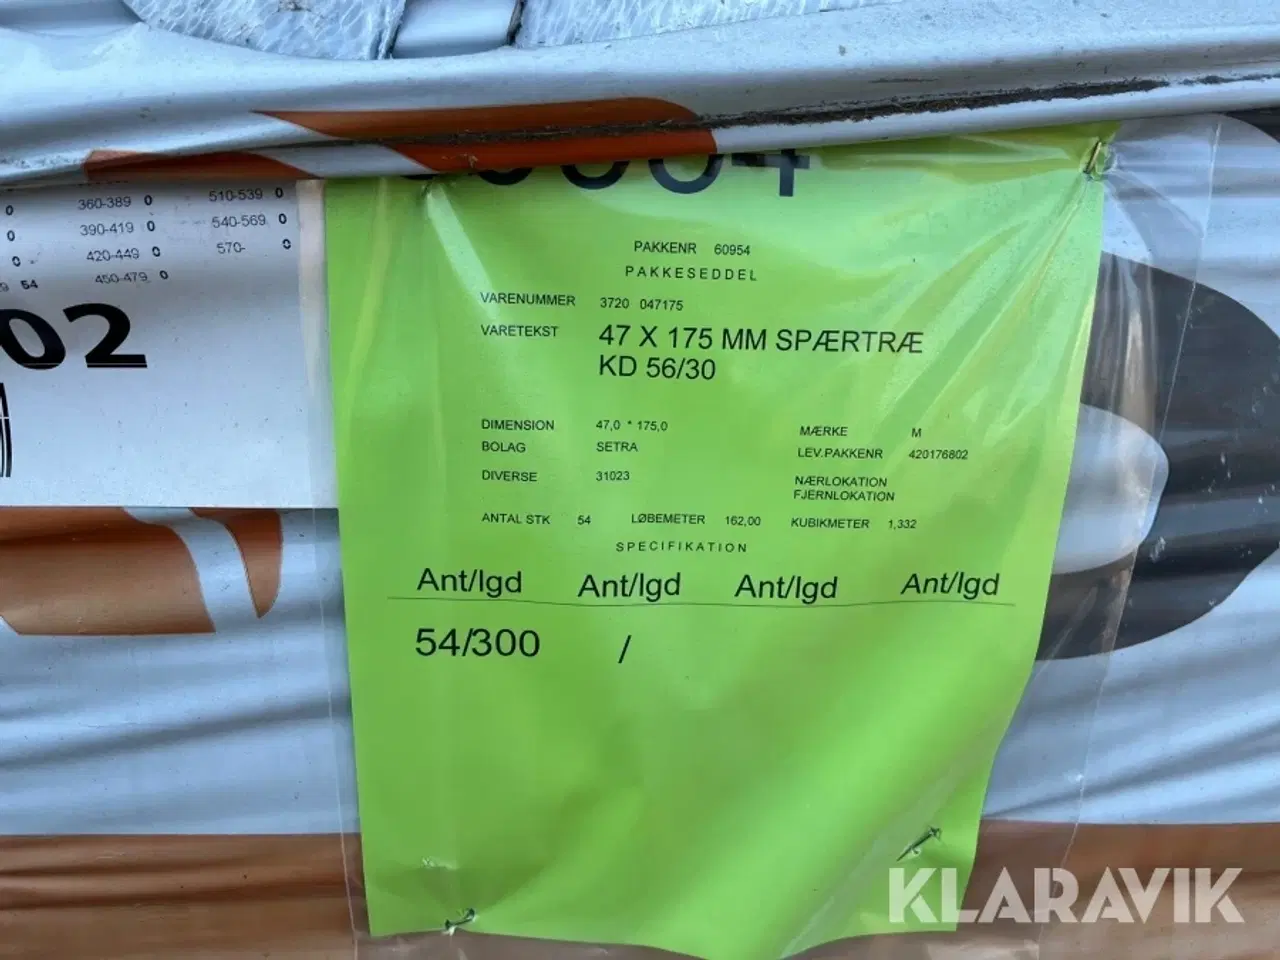 360-389 0 510-539 0
0 390-419 0 540-569 0
0 420-449 0 570- 0
54 450-479 0
02
PAKKENR 60954
PAKKESEDDEL
VARENUMMER 3720 047175
VARETEKST 47 X 175 MM SPÆRTRÆ
KD 56/30
DIMENSION 47,0 * 175,0 MÆRKE M
BOLAG SETRA LEV.PAKKENR 420176802
DIVERSE 31023 NÆRLOKATION
FJERNLOKATION
ANTAL STK 54 LØBEMETER 162,00 KUBIKMETER 1,332
SPECIFIKATION
Ant/lgd Ant/lgd Ant/lgd Ant/lgd
54/300 /
KLARAVIK